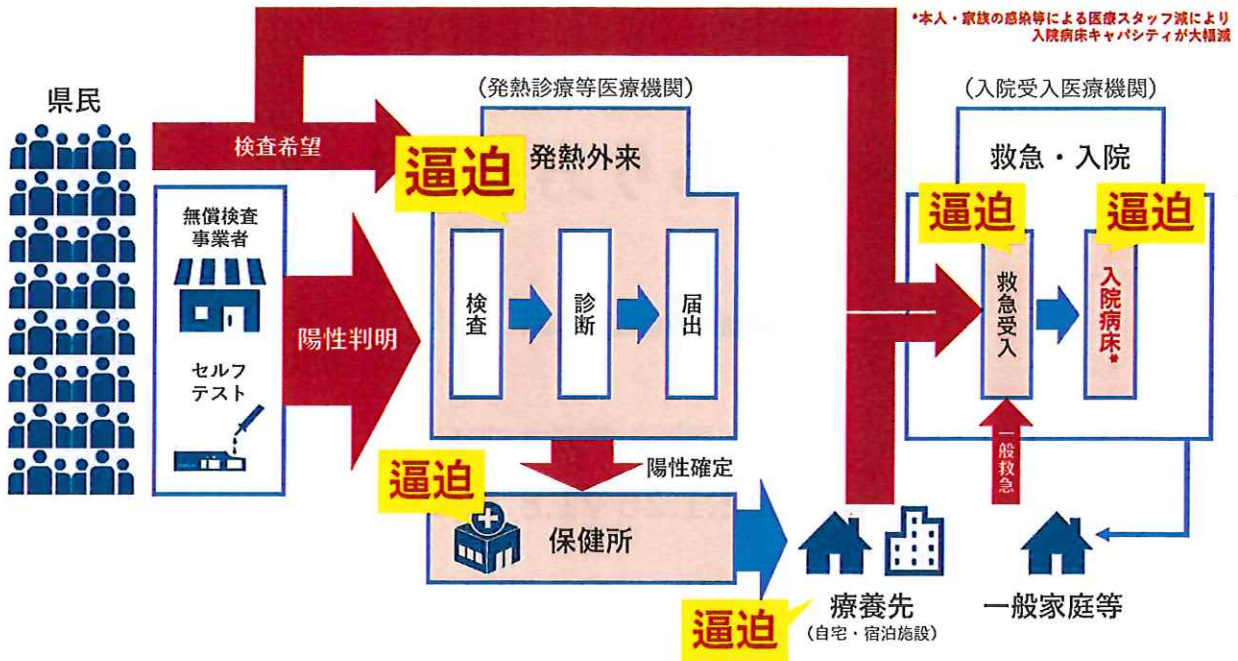 *本人・家族の感染等による医療スタッフ減により
入院病床キャパシティが大幅減
県民
検査希望
無償検査
事業者
セルフ
テスト
陽性判明
（発熱診療等医療機関）
逼迫
発熱外来
検査
診断
届出
陽性確定
逼迫
保健所
逼迫
療養先
（自宅・宿泊施設）
（入院受入医療機関）
救急・入院
逼迫
逼迫
救急受入
入院病床*
一般救急
一般家庭等